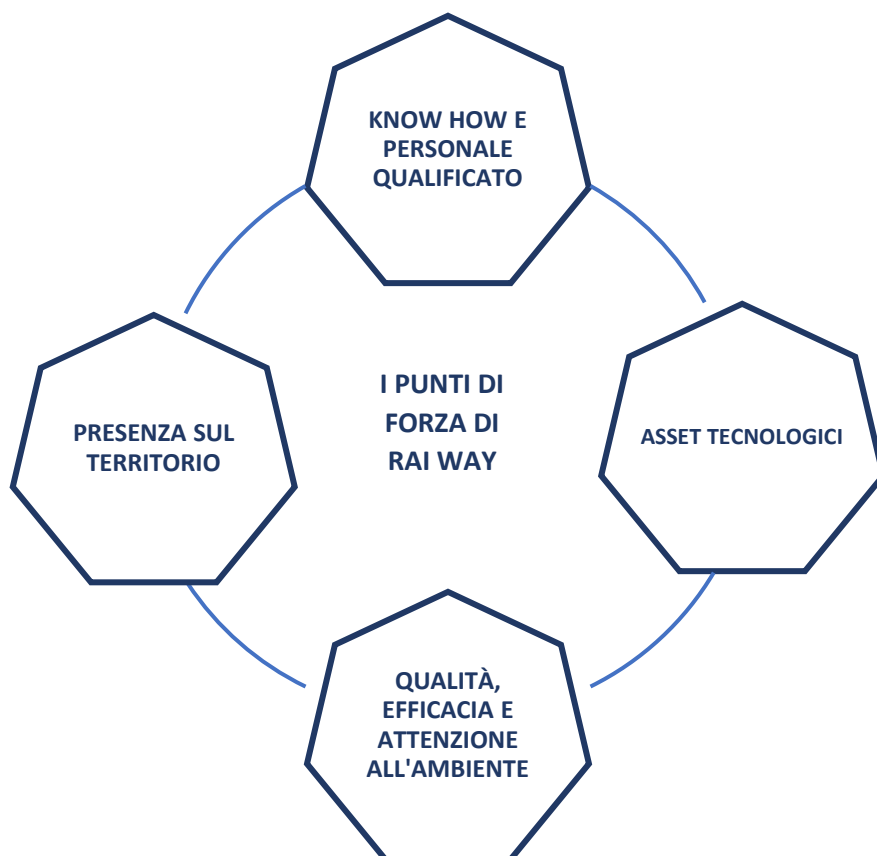 KNOW HOW E
PERSONALE
QUALIFICATO
I PUNTI DI
FORZA DI
RAI WAY
PRESENZA SUL
TERRITORIO
ASSET TECNOLOGICI
QUALITÀ,
EFFICACIA E
ATTENZIONE
ALL'AMBIENTE